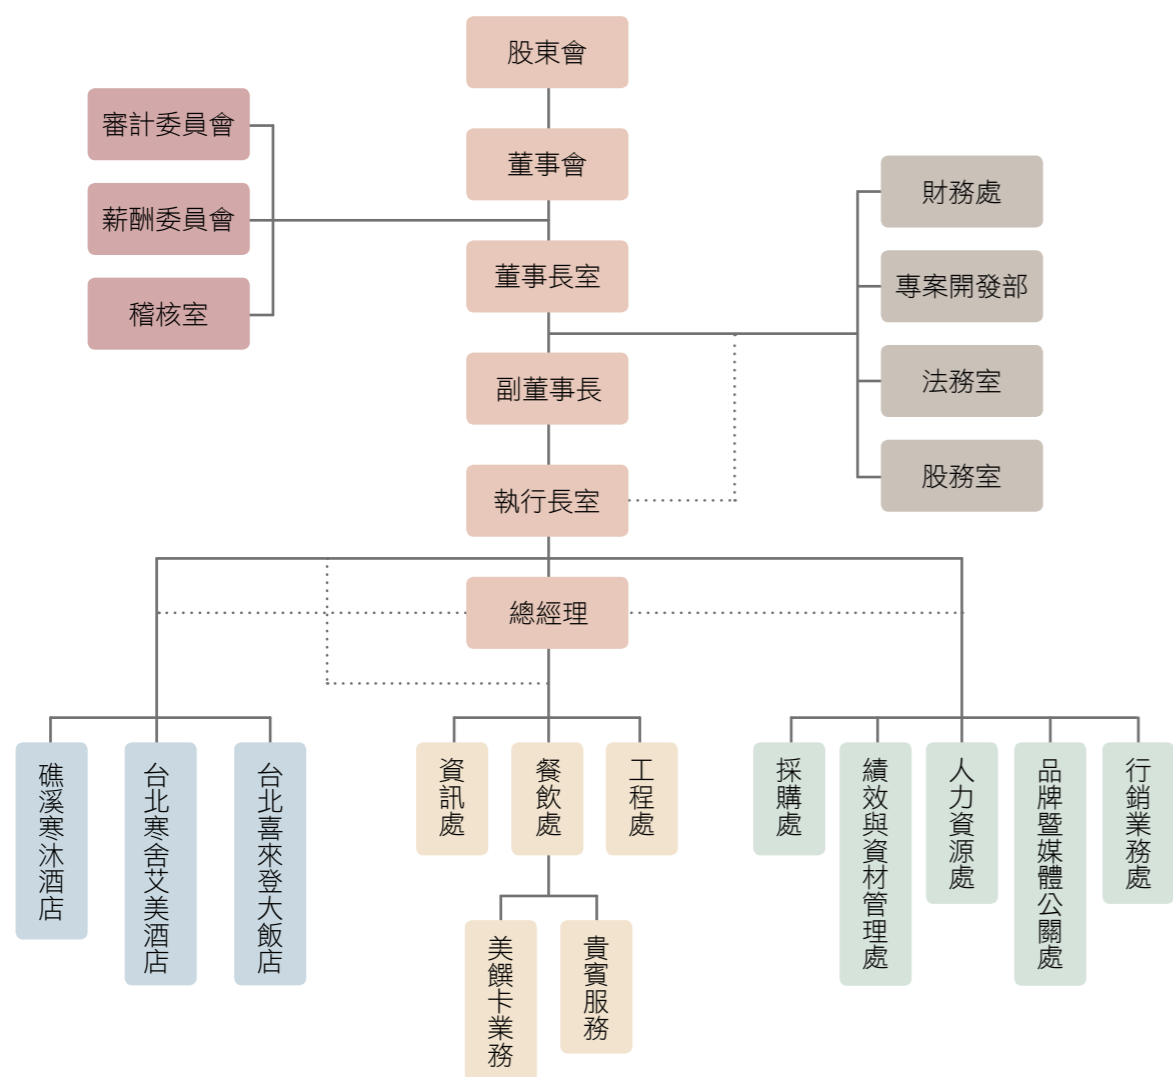 股東會
審計委員會
董事會
財務處
薪酬委員會
董事長室
專案開發部
稽核室
副董事長
法務室
執行長室
股務室
總經理
礁溪寒沐酒店
台北寒舍艾美酒店
台北喜來登大飯店
資訊處
餐飲處
工程處
採購處
績效與資材管理處
人力資源處
品牌暨媒體公關處
行銷業務處
美饌卡業務
貴賓服務